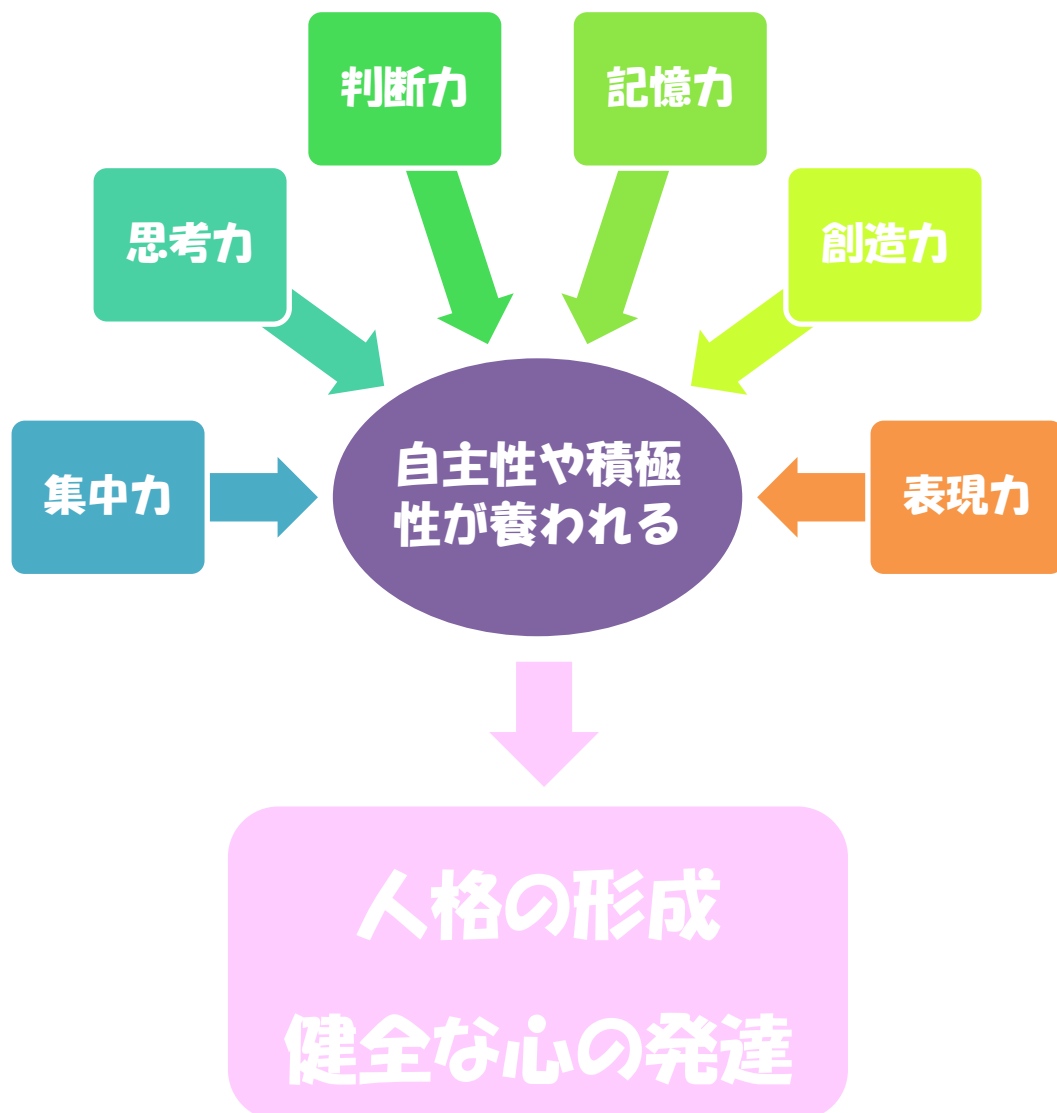 判断力
記憶力
思考力
創造力
集中力
自主性や積極
性が養われる
表現力
人格の形成
健全な心の発達